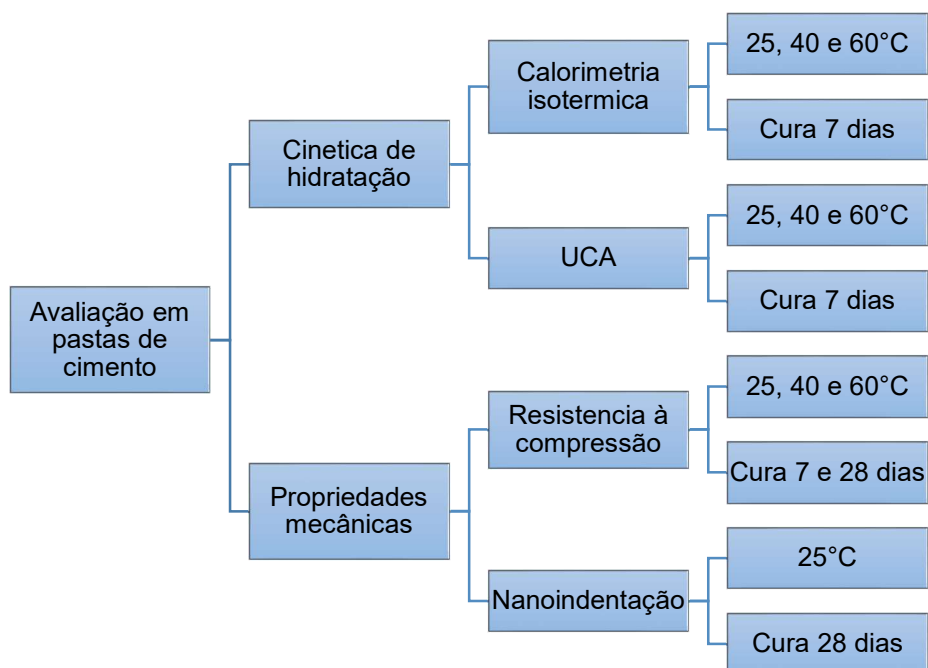 Avaliação em
pastas de
cimento
Cinetica de
hidratação
Calorimetria
isotermica
25, 40 e 60°C
Cura 7 dias
UCA
25, 40 e 60°C
Cura 7 dias
Propriedades
mecânicas
Resistencia à
compressão
25, 40 e 60°C
Cura 7 e 28 dias
Nanoindentação
25°C
Cura 28 dias